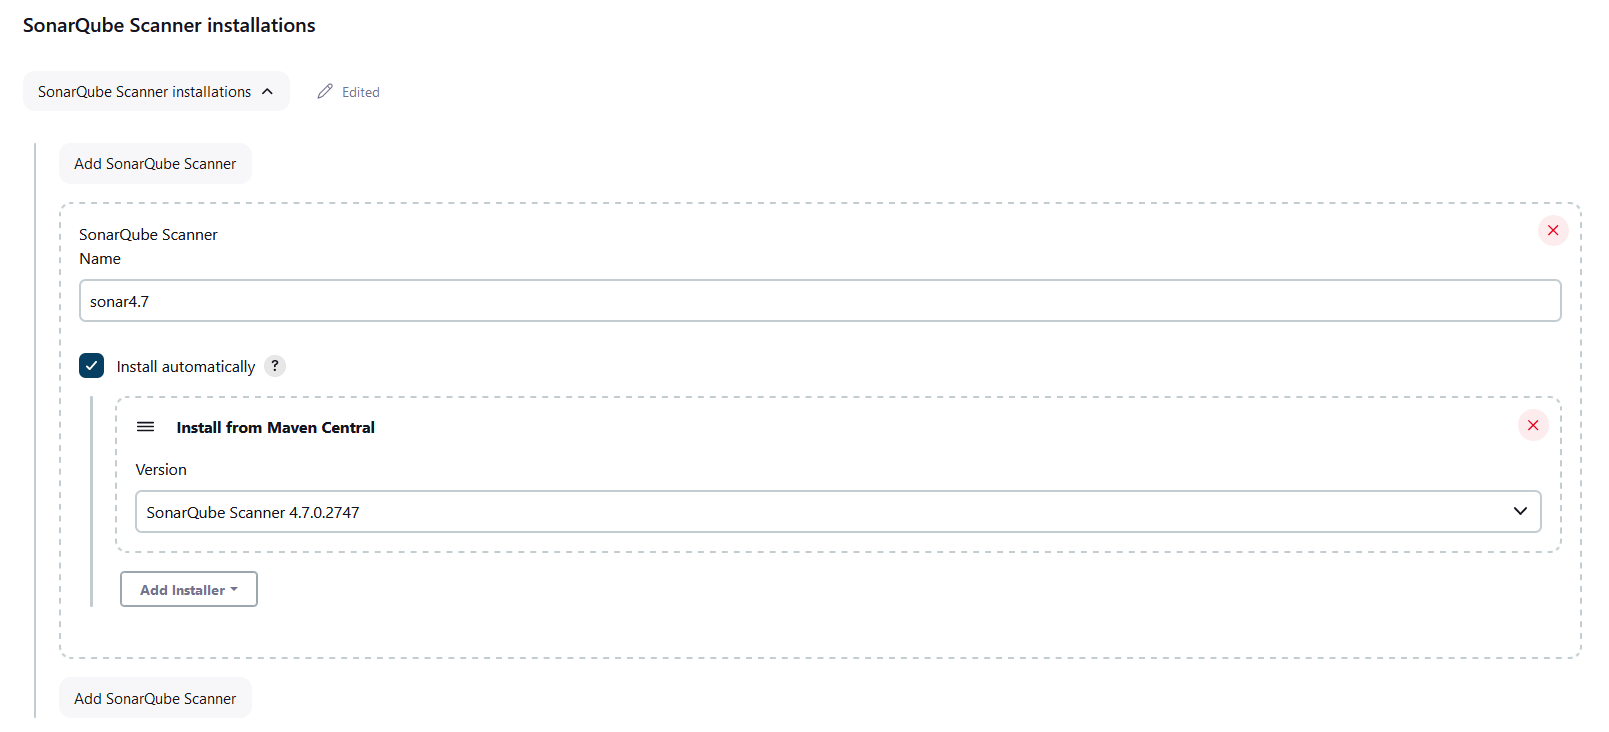 SonarQube Scanner installations
SonarQube Scanner installations
Edited
Add SonarQube Scanner
SonarQube Scanner
Name
sonar4.7
Install automatically ?
Install from Maven Central
Version
SonarQube Scanner 4.7.0.2747
Add Installer
Add SonarQube Scanner